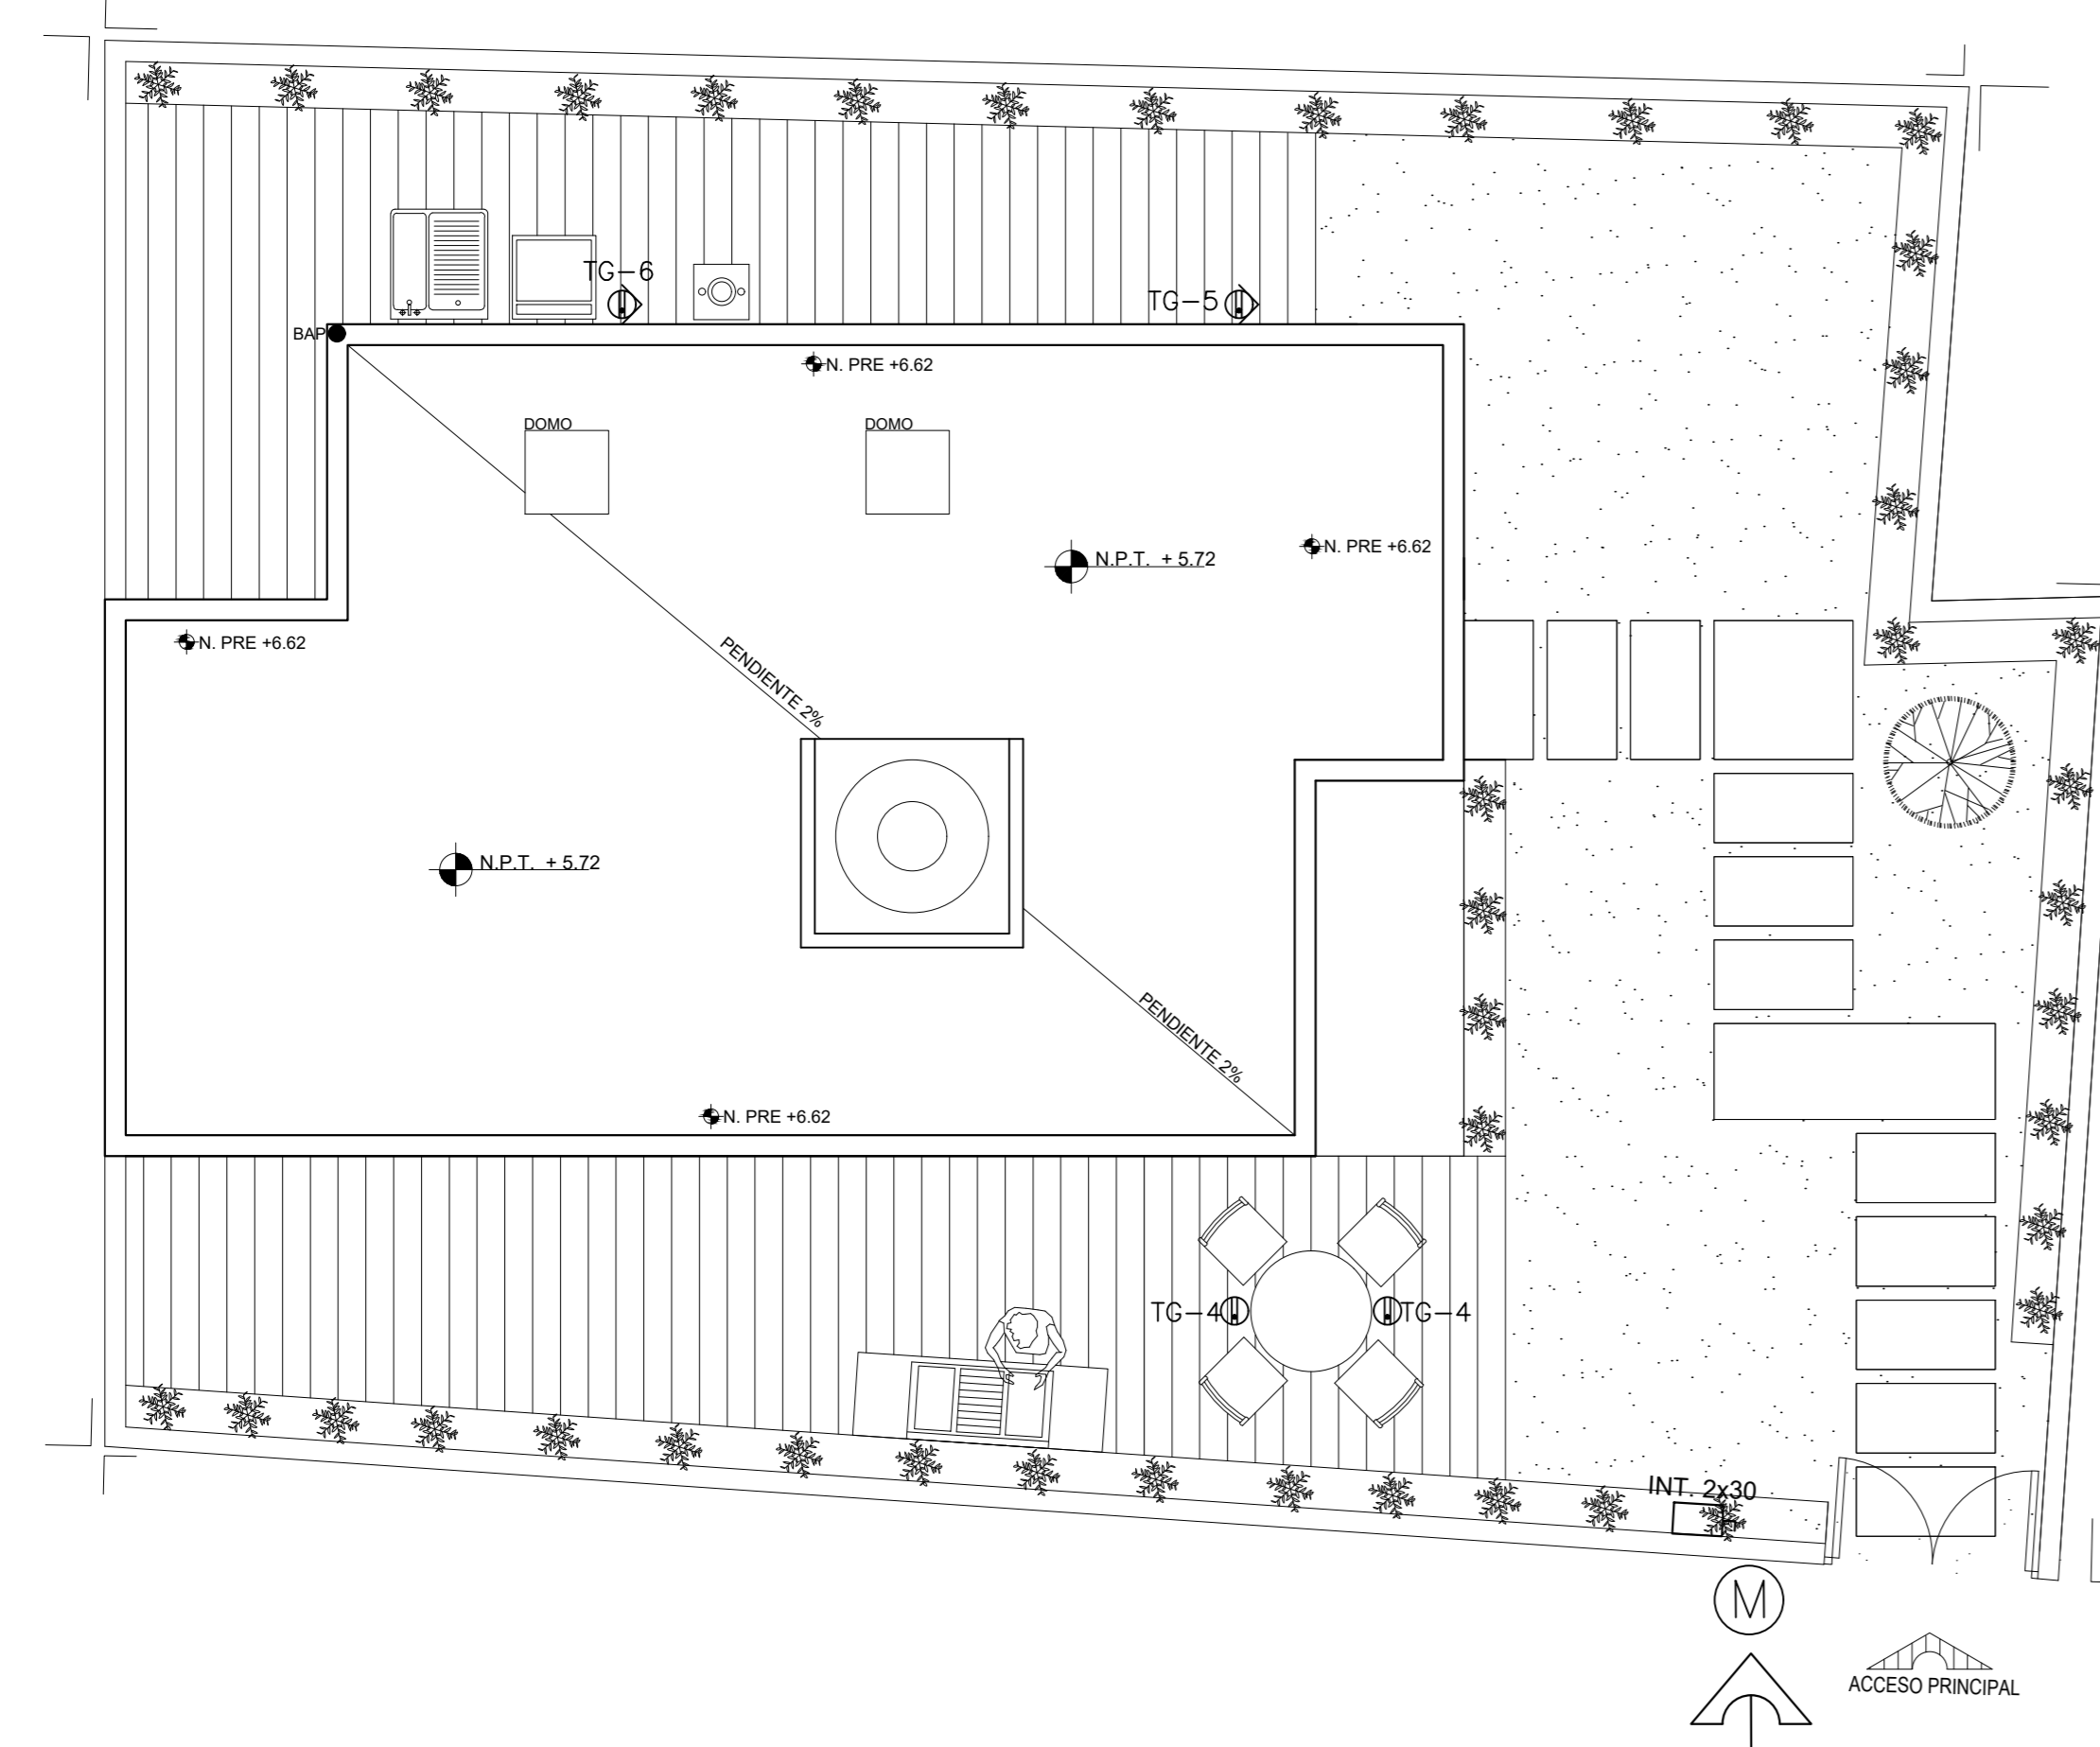 TG-6
TG-5
BAP
N. PRE +6.62
DOMO
DOMO
N. PRE +6.62
N.P.T. + 5.72
N. PRE +6.62
PENDIENTE 2%
N.P.T. + 5.72
PENDIENTE 2%
N. PRE +6.62
TG-4
TG-4
INT. 2x30
M
ACCESO PRINCIPAL